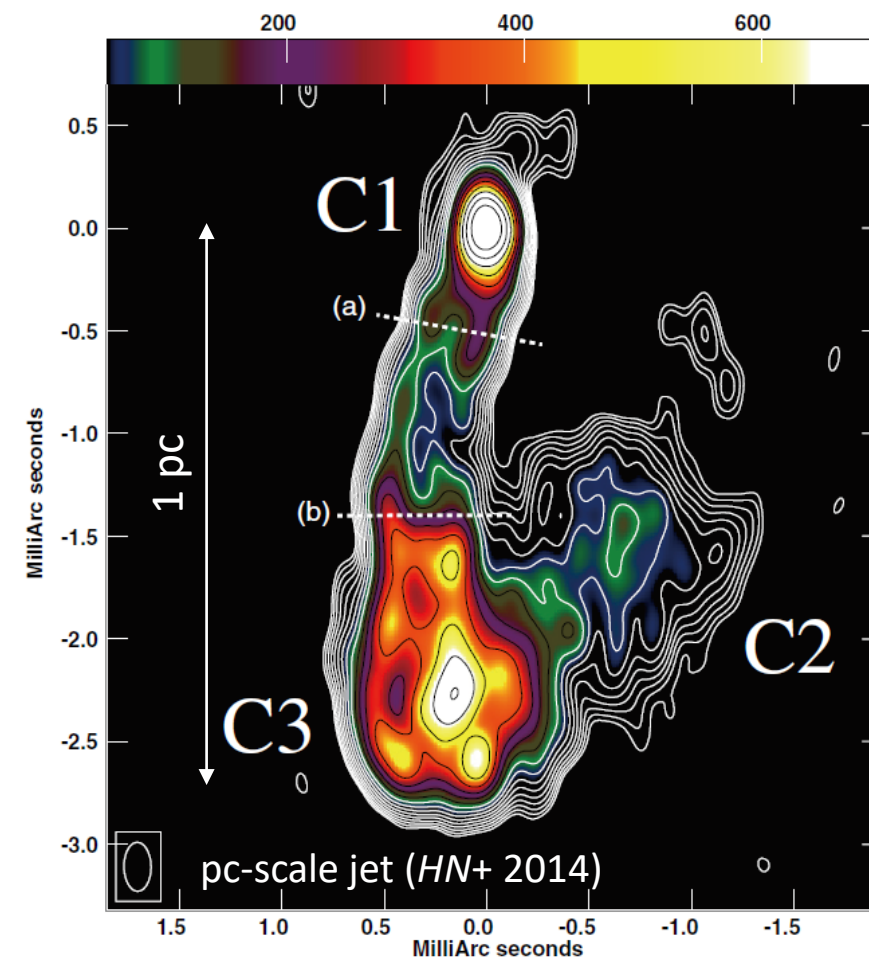 200 400 600
0.5
C1
0.0
(a)
-0.5
-1.0
1 pc
MilliArc seconds
(b)
-1.5
-2.0
C2
C3
-2.5
-3.0
pc-scale jet (HN+ 2014)
1.5 1.0 0.5 0.0 -0.5 -1.0 -1.5
MilliArc seconds